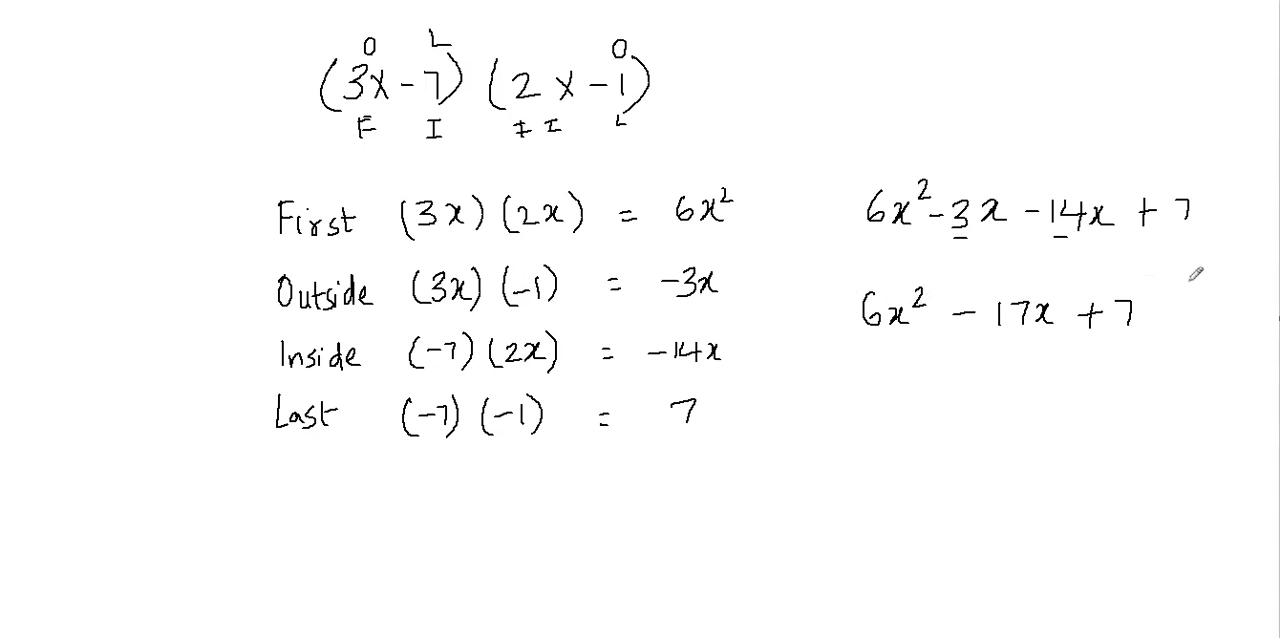 O L O
(3x - 7) (2x - 1)
F I I I L
First (3x) (2x) = 6x²
Outside (3x) (-1) = -3x
Inside (-7) (2x) = -14x
Last (-7) (-1) = 7
6x² - 3x - 14x + 7
6x² - 17x + 7